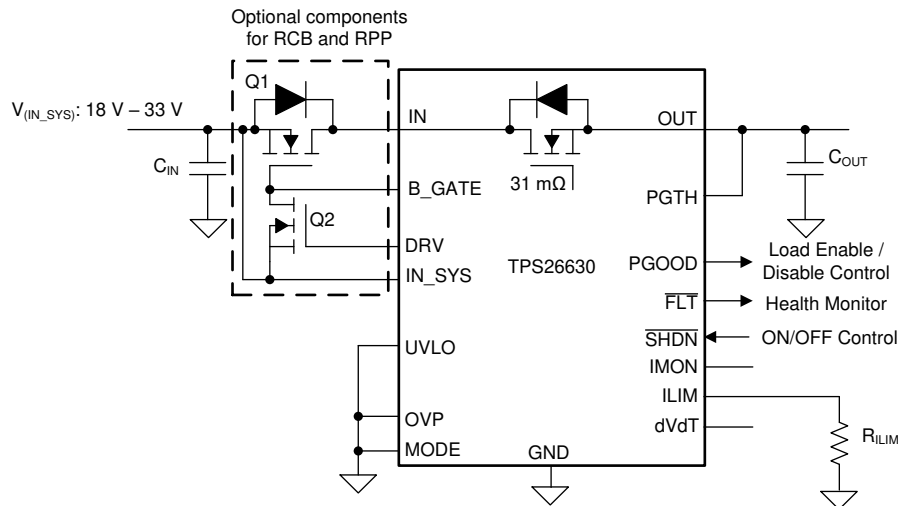 Optional components
for RCB and RPP
Q1
V(IN_SYS): 18 V – 33 V
IN
OUT
CIN
COUT
31 mΩ
B_GATE
PGTH
Q2
DRV
Load Enable /
Disable Control
TPS26630
PGOOD
IN_SYS
FLT
Health Monitor
SHDN
ON/OFF Control
UVLO
IMON
ILIM
OVP
dVdT
RILIM
MODE
GND